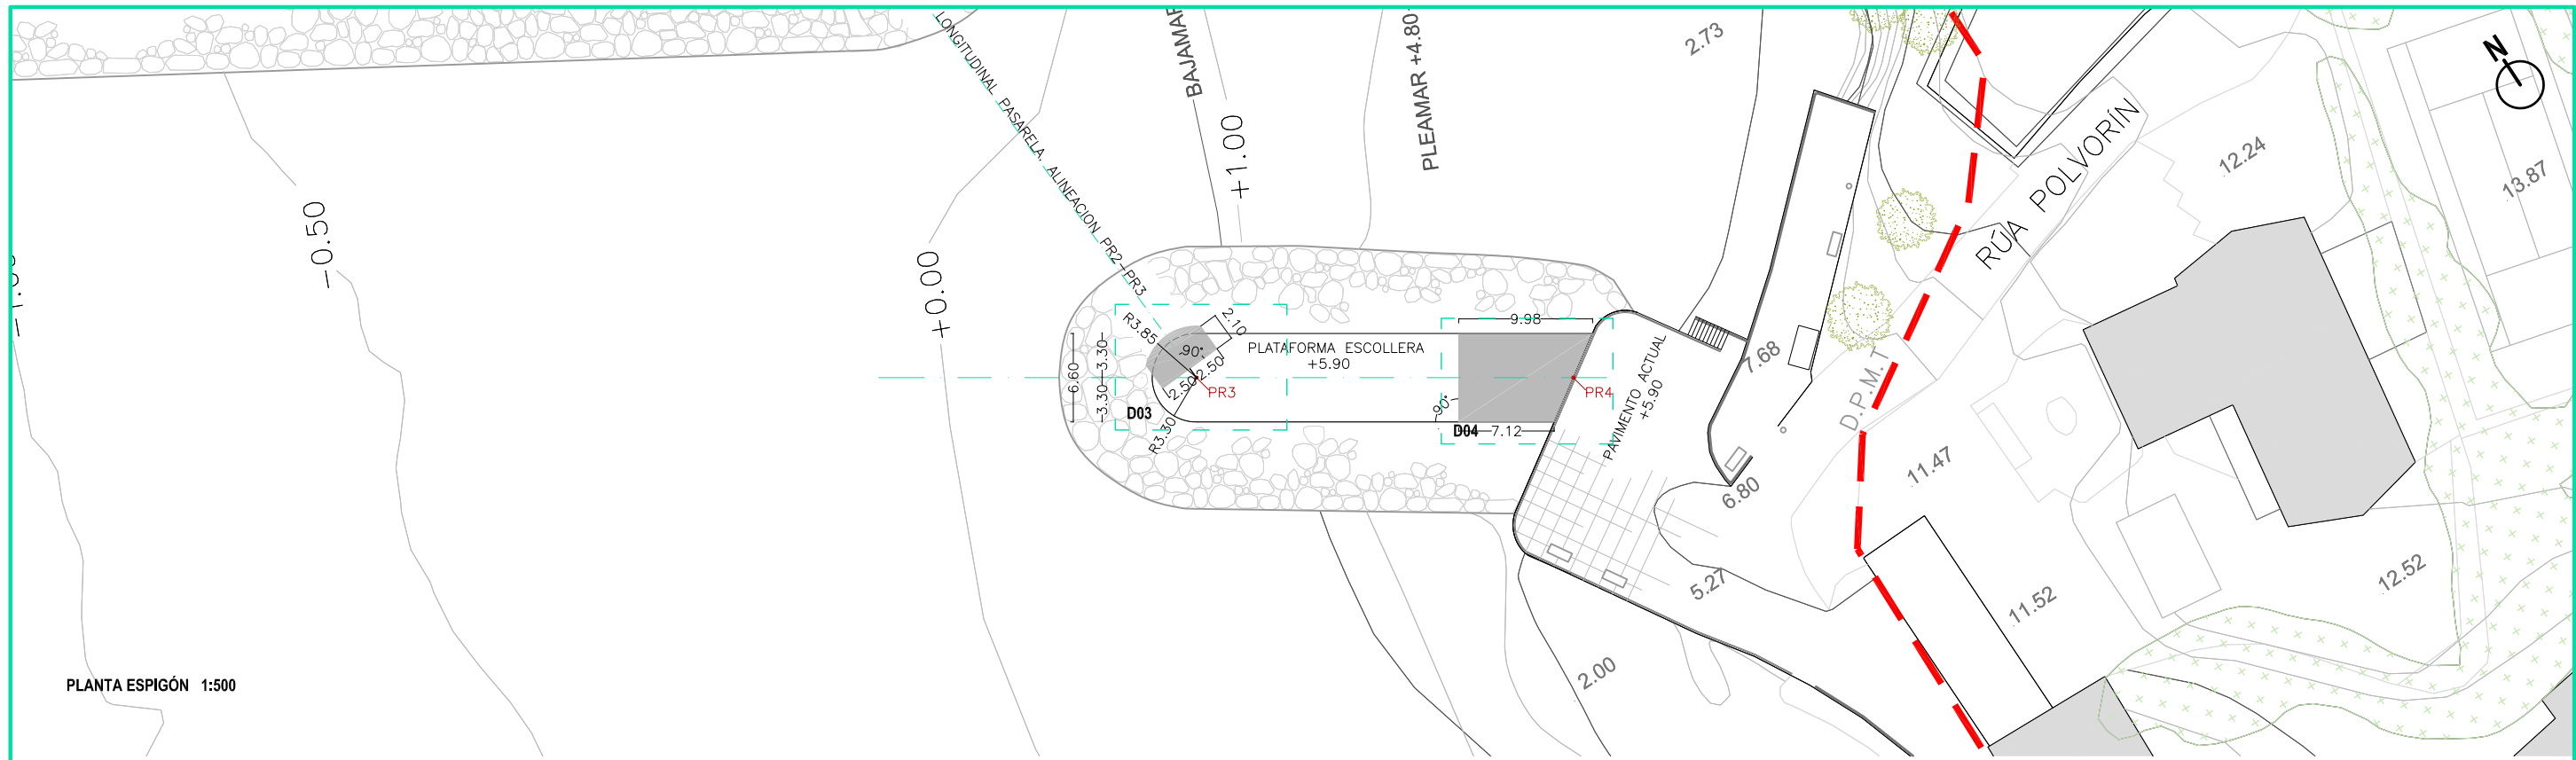 LONGITUDINAL PASARELA. ALINEACION PR2-PR3
BAJAMAR
+1.00
PLEAMAR +4.80
2.73
N
RÚA POLVORÍN
12.24
13.87
-0.50
+0.00
R3.85
2.10
90°
2.50
2.50
PR3
6.60
3.30
3.30
D03
R3.30
PLATAFORMA ESCOLLERA
+5.90
9.98
90°
D04
7.12
PR4
PAVIMENTO ACTUAL
+5.90
7.68
D.P.M.T
6.80
11.47
5.27
11.52
12.52
2.00
PLANTA ESPIGÓN 1:500